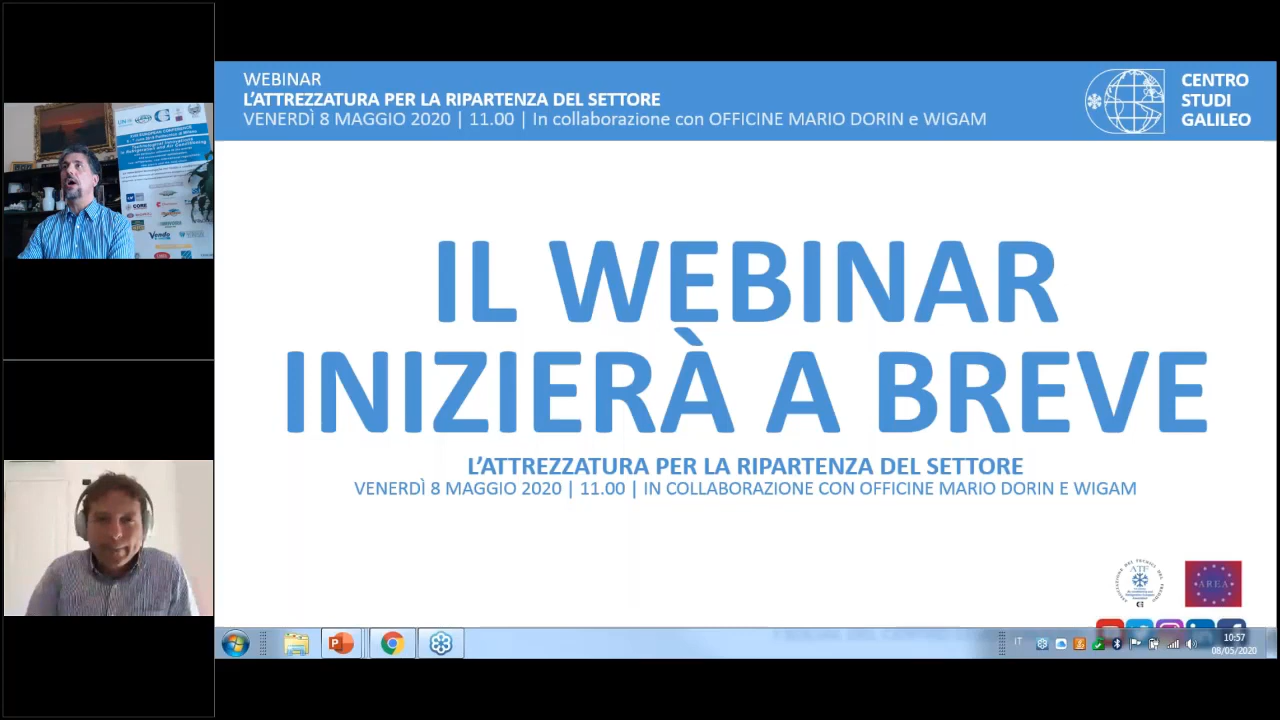 WEBINAR
L'ATTREZZATURA PER LA RIPARTENZA DEL SETTORE
VENERDÌ 8 MAGGIO 2020 | 11.00 | In collaborazione con OFFICINE MARIO DORIN e WIGAM
CENTRO
STUDI
GALILEO
IL WEBINAR
INIZIERÀ A BREVE
L'ATTREZZATURA PER LA RIPARTENZA DEL SETTORE
VENERDÌ 8 MAGGIO 2020 | 11.00 | IN COLLABORAZIONE CON OFFICINE MARIO DORIN E WIGAM
ATF
AREA
IT
10:57
08/05/2020
CORE